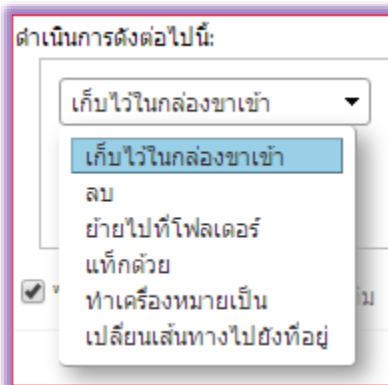 ดำเนินการดังต่อไปนี้:
เก็บไว้ในกล่องขาเข้า
เก็บไว้ในกล่องขาเข้า
ลบ
ย้ายไปที่โฟลเดอร์
แท็กด้วย
ทำเครื่องหมายเป็น
เปลี่ยนเส้นทางไปยังที่อยู่